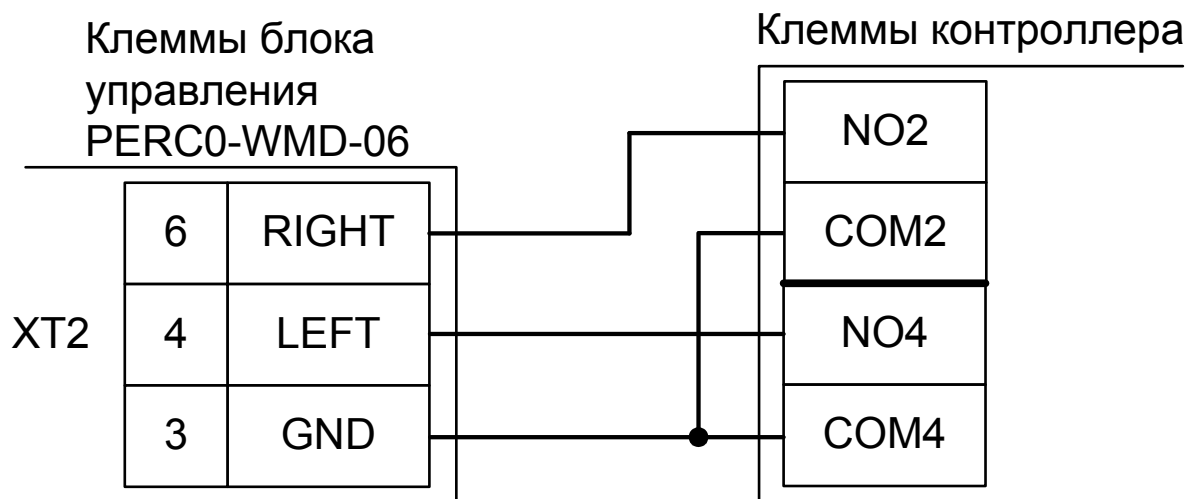 Клеммы блока
управления
PERC0-WMD-06
Клеммы контроллера
XT2
6 RIGHT
4 LEFT
3 GND
NO2
COM2
NO4
COM4